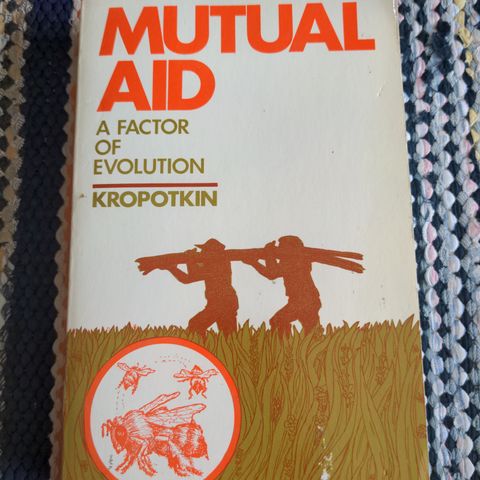 MUTUAL
AID
A FACTOR
OF
EVOLUTION
KROPOTKIN